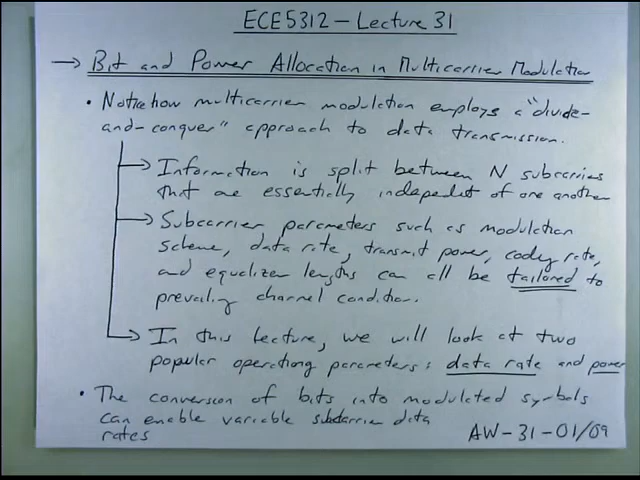 ECE5312 - Lecture 31
→ Bit and Power Allocation in Multicarrier Modulation
• Notice how multicarrier modulation employs a "divide-
and-conquer" approach to data transmission.
→ Information is split between N subcarries
that are essentially independet of one another
→ Subcarrier parameters such as modulation
scheme, data rate, transmit power, coding rate,
and equalizer lengths can all be tailored to
prevailing channel condition.
→ In this lecture, we will look at two
popular operating parameters: data rate and power
• The conversion of bits into modulated symbols
can enable variable subcarrier data
rates
AW-31-01/09